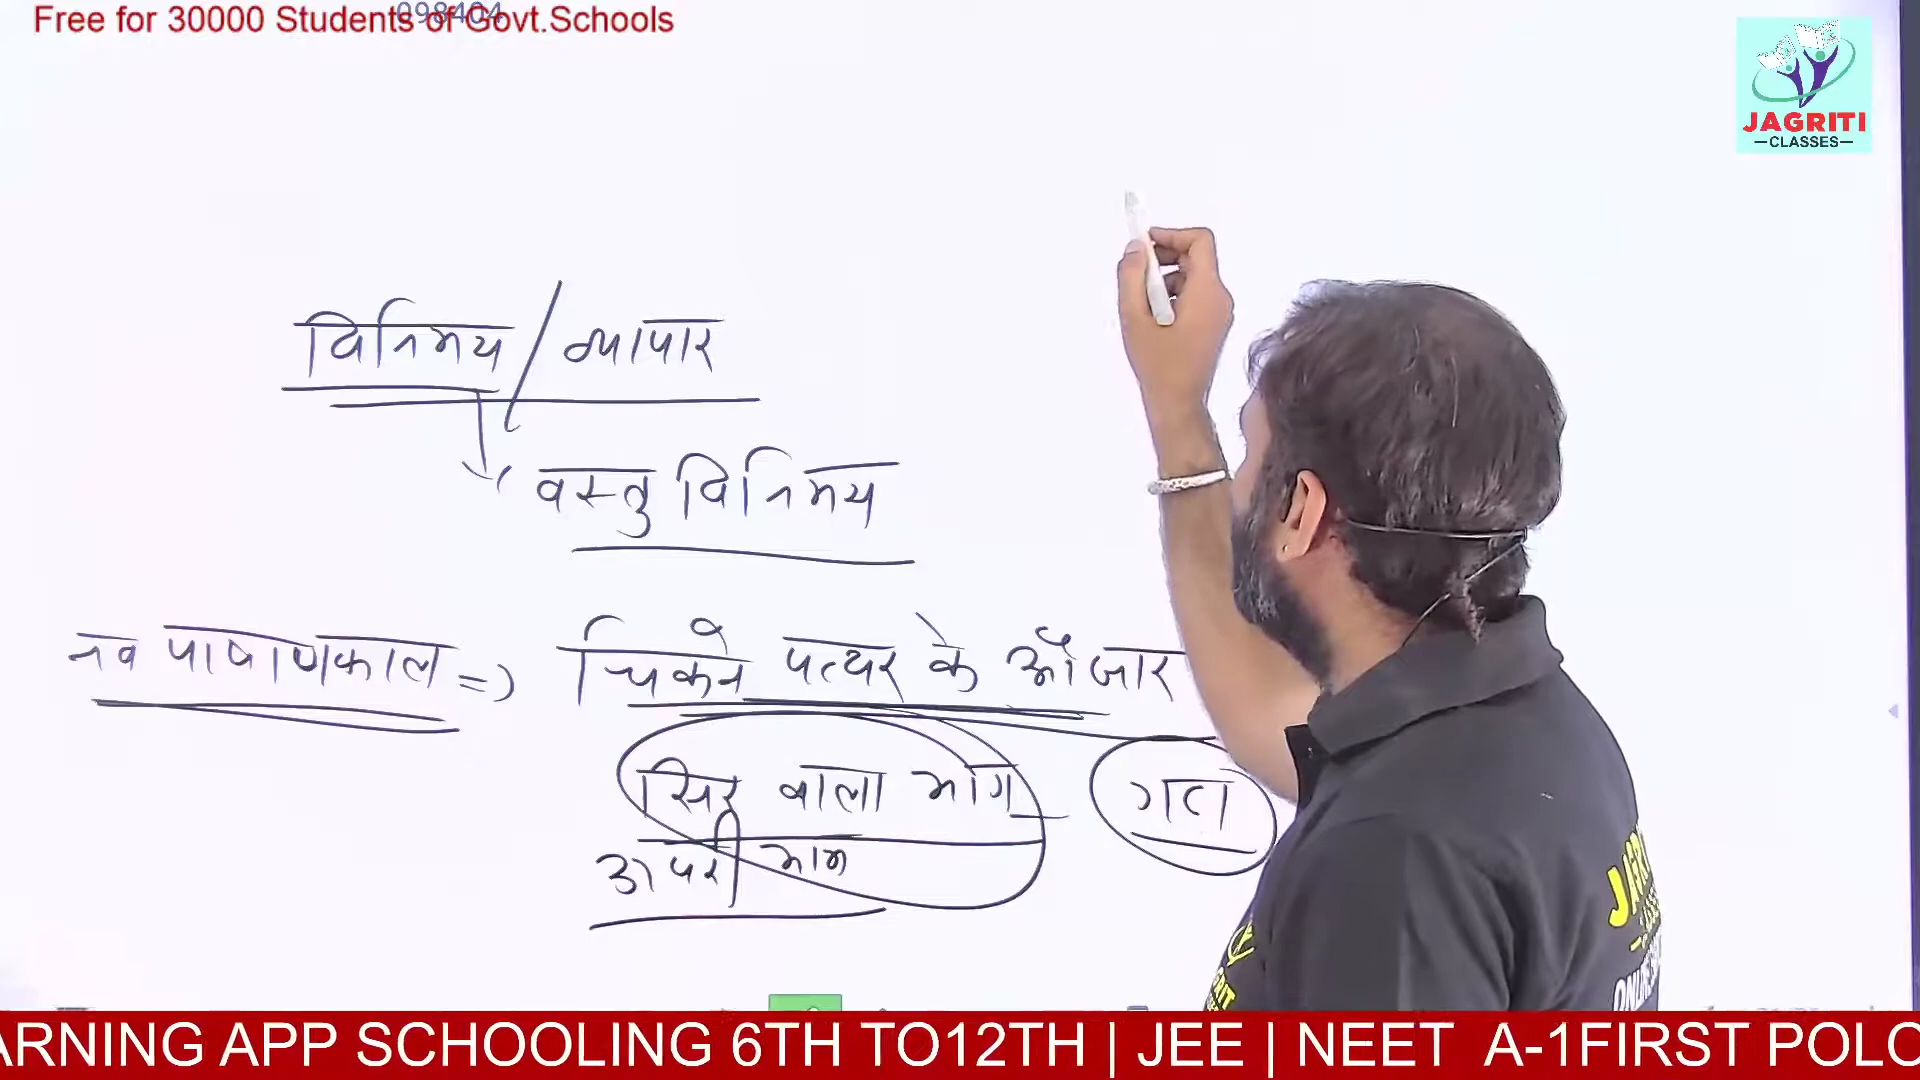 Free for 30000 Students of Govt.Schools
098404
JAGRITI
CLASSES
विनिमय / व्यापार
वस्तु विनिमय
नव पाषाणकाल => चिकने पत्थर के औजार
सिर वाला भाग
ऊपरी
ARNING APP SCHOOLING 6TH TO12TH | JEE | NEET A-1FIRST POLO